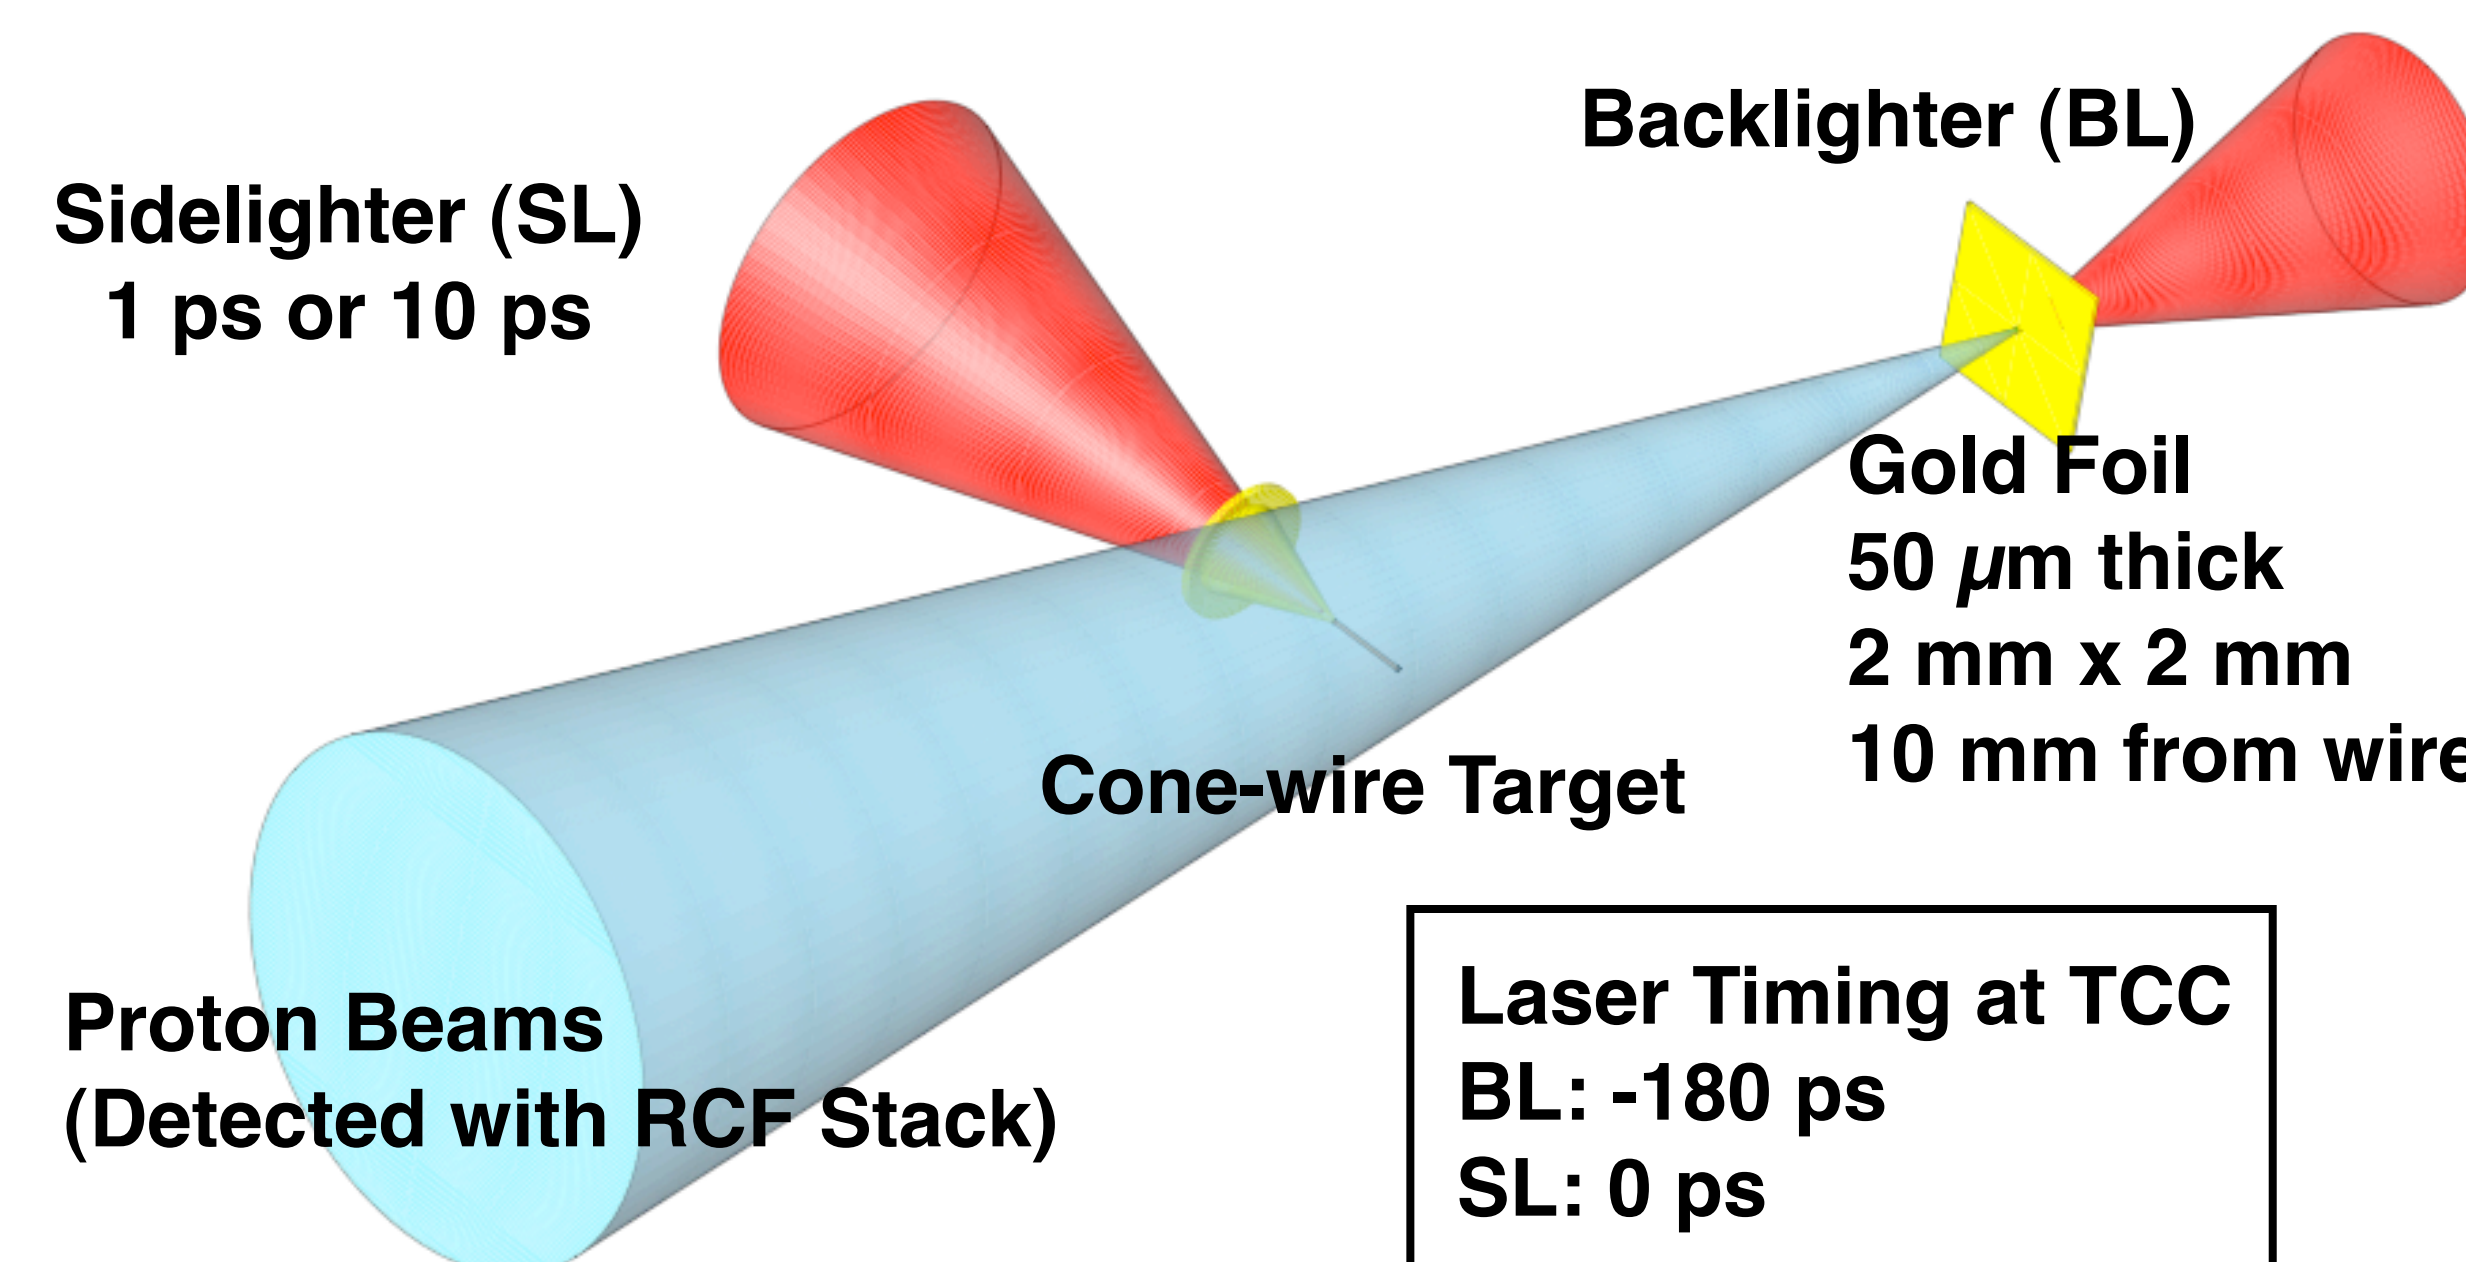 Backlighter (BL)
Sidelighter (SL)
1 ps or 10 ps
Gold Foil
50 µm thick
2 mm x 2 mm
10 mm from wire
Cone-wire Target
Proton Beams
(Detected with RCF Stack)
Laser Timing at TCC
BL: -180 ps
SL: 0 ps